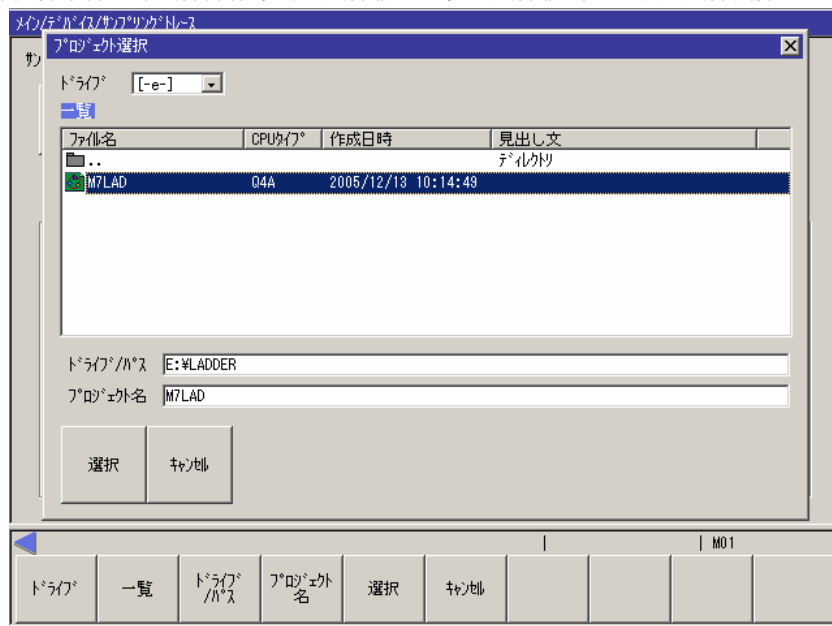 ﾒｲﾝ/ﾃﾞﾊﾞｲｽ/ｻﾝﾌﾟﾘﾝｸﾞﾄﾚｰｽ
ﾌﾟﾛｼﾞｪｸﾄ選択
ｻﾝ
ﾄﾞﾗｲﾌﾞ [-e-]
一覧
ﾌｧｲﾙ名 CPUﾀｲﾌﾟ 作成日時 見出し文
.. ﾃﾞｨﾚｸﾄﾘ
M7LAD Q4A 2005/12/13 10:14:49
ﾄﾞﾗｲﾌﾞ/ﾊﾟｽ E:¥LADDER
ﾌﾟﾛｼﾞｪｸﾄ名 M7LAD
選択 ｷｬﾝｾﾙ
M01
ﾄﾞﾗｲﾌﾞ 一覧 ﾄﾞﾗｲﾌﾞ/ﾊﾟｽ ﾌﾟﾛｼﾞｪｸﾄ名 選択 ｷｬﾝｾﾙ